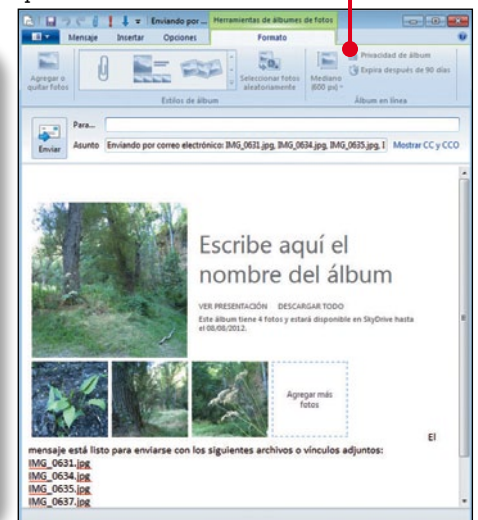 Enviando por ...
Herramientas de álbumes de fotos
Mensaje
Insertar
Opciones
Formato
Agregar o quitar fotos
Estilos de álbum
Seleccionar fotos aleatoriamente
Mediano (600 px)
Privacidad de álbum
Expira después de 90 días
Álbum en línea
Enviar
Para...
Asunto
Enviando por correo electrónico: IMG_0631.jpg, IMG_0634.jpg, IMG_0635.jpg, I
Mostrar CC y CCO
Escribe aquí el
nombre del álbum
VER PRESENTACIÓN DESCARGAR TODO
Este álbum tiene 4 fotos y estará disponible en SkyDrive hasta
el 08/08/2012.
Agregar más
fotos
El
mensaje está listo para enviarse con los siguientes archivos o vínculos adjuntos:
IMG_0631.jpg
IMG_0634.jpg
IMG_0635.jpg
IMG_0637.jpg